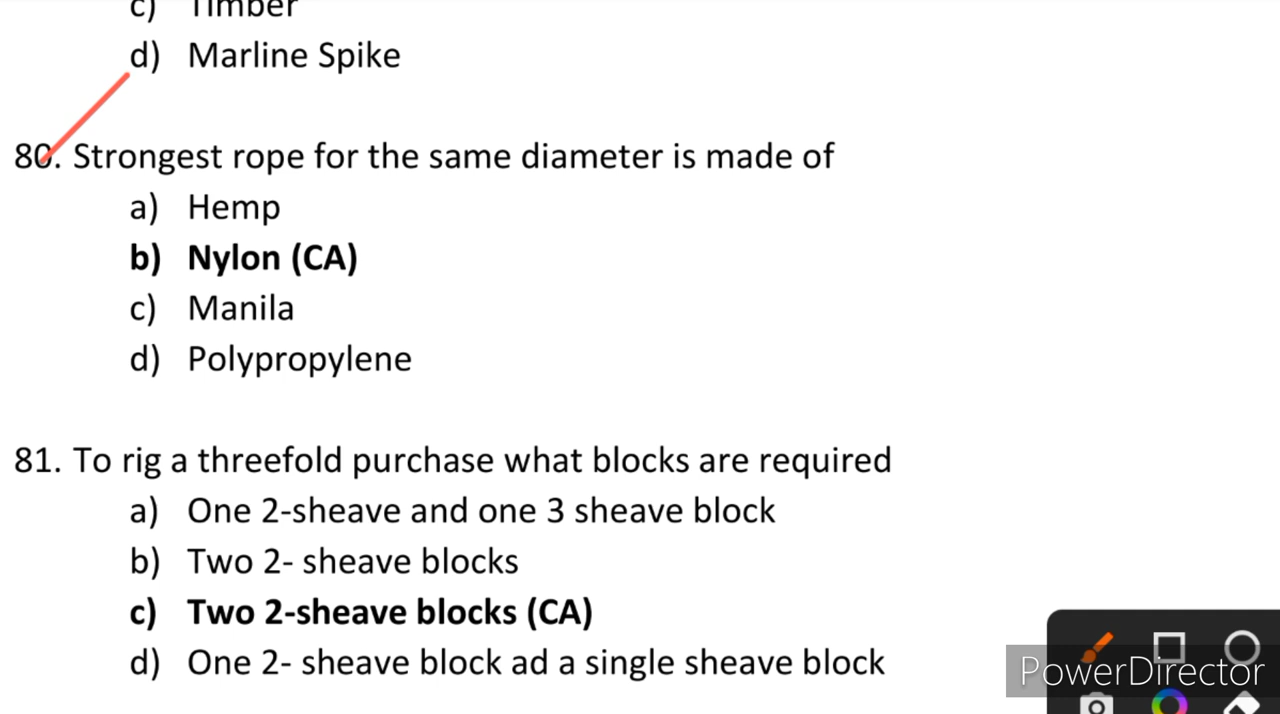 c) Timber
d) Marline Spike
80. Strongest rope for the same diameter is made of
a) Hemp
b) Nylon (CA)
c) Manila
d) Polypropylene
81. To rig a threefold purchase what blocks are required
a) One 2-sheave and one 3 sheave block
b) Two 2- sheave blocks
c) Two 2-sheave blocks (CA)
d) One 2- sheave block ad a single sheave block
PowerDirector